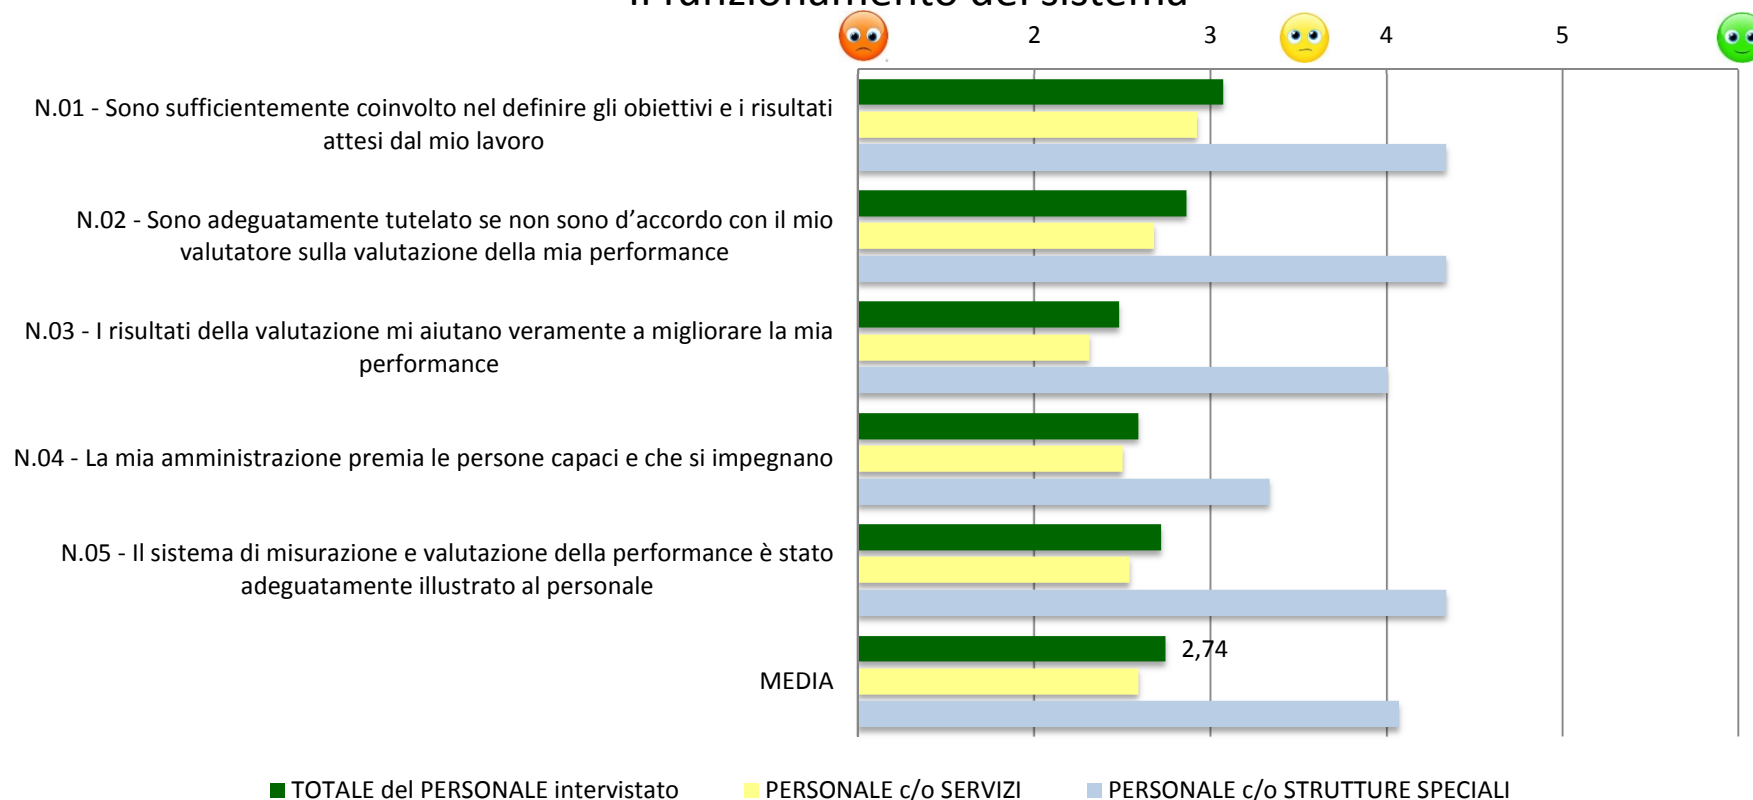 Il funzionamento del sistema
2 3 4 5
N.01 - Sono sufficientemente coinvolto nel definire gli obiettivi e i risultati
attesi dal mio lavoro
N.02 - Sono adeguatamente tutelato se non sono d’accordo con il mio
valutatore sulla valutazione della mia performance
N.03 - I risultati della valutazione mi aiutano veramente a migliorare la mia
performance
N.04 - La mia amministrazione premia le persone capaci e che si impegnano
N.05 - Il sistema di misurazione e valutazione della performance è stato
adeguatamente illustrato al personale
2,74
MEDIA
TOTALE del PERSONALE intervistato PERSONALE c/o SERVIZI PERSONALE c/o STRUTTURE SPECIALI